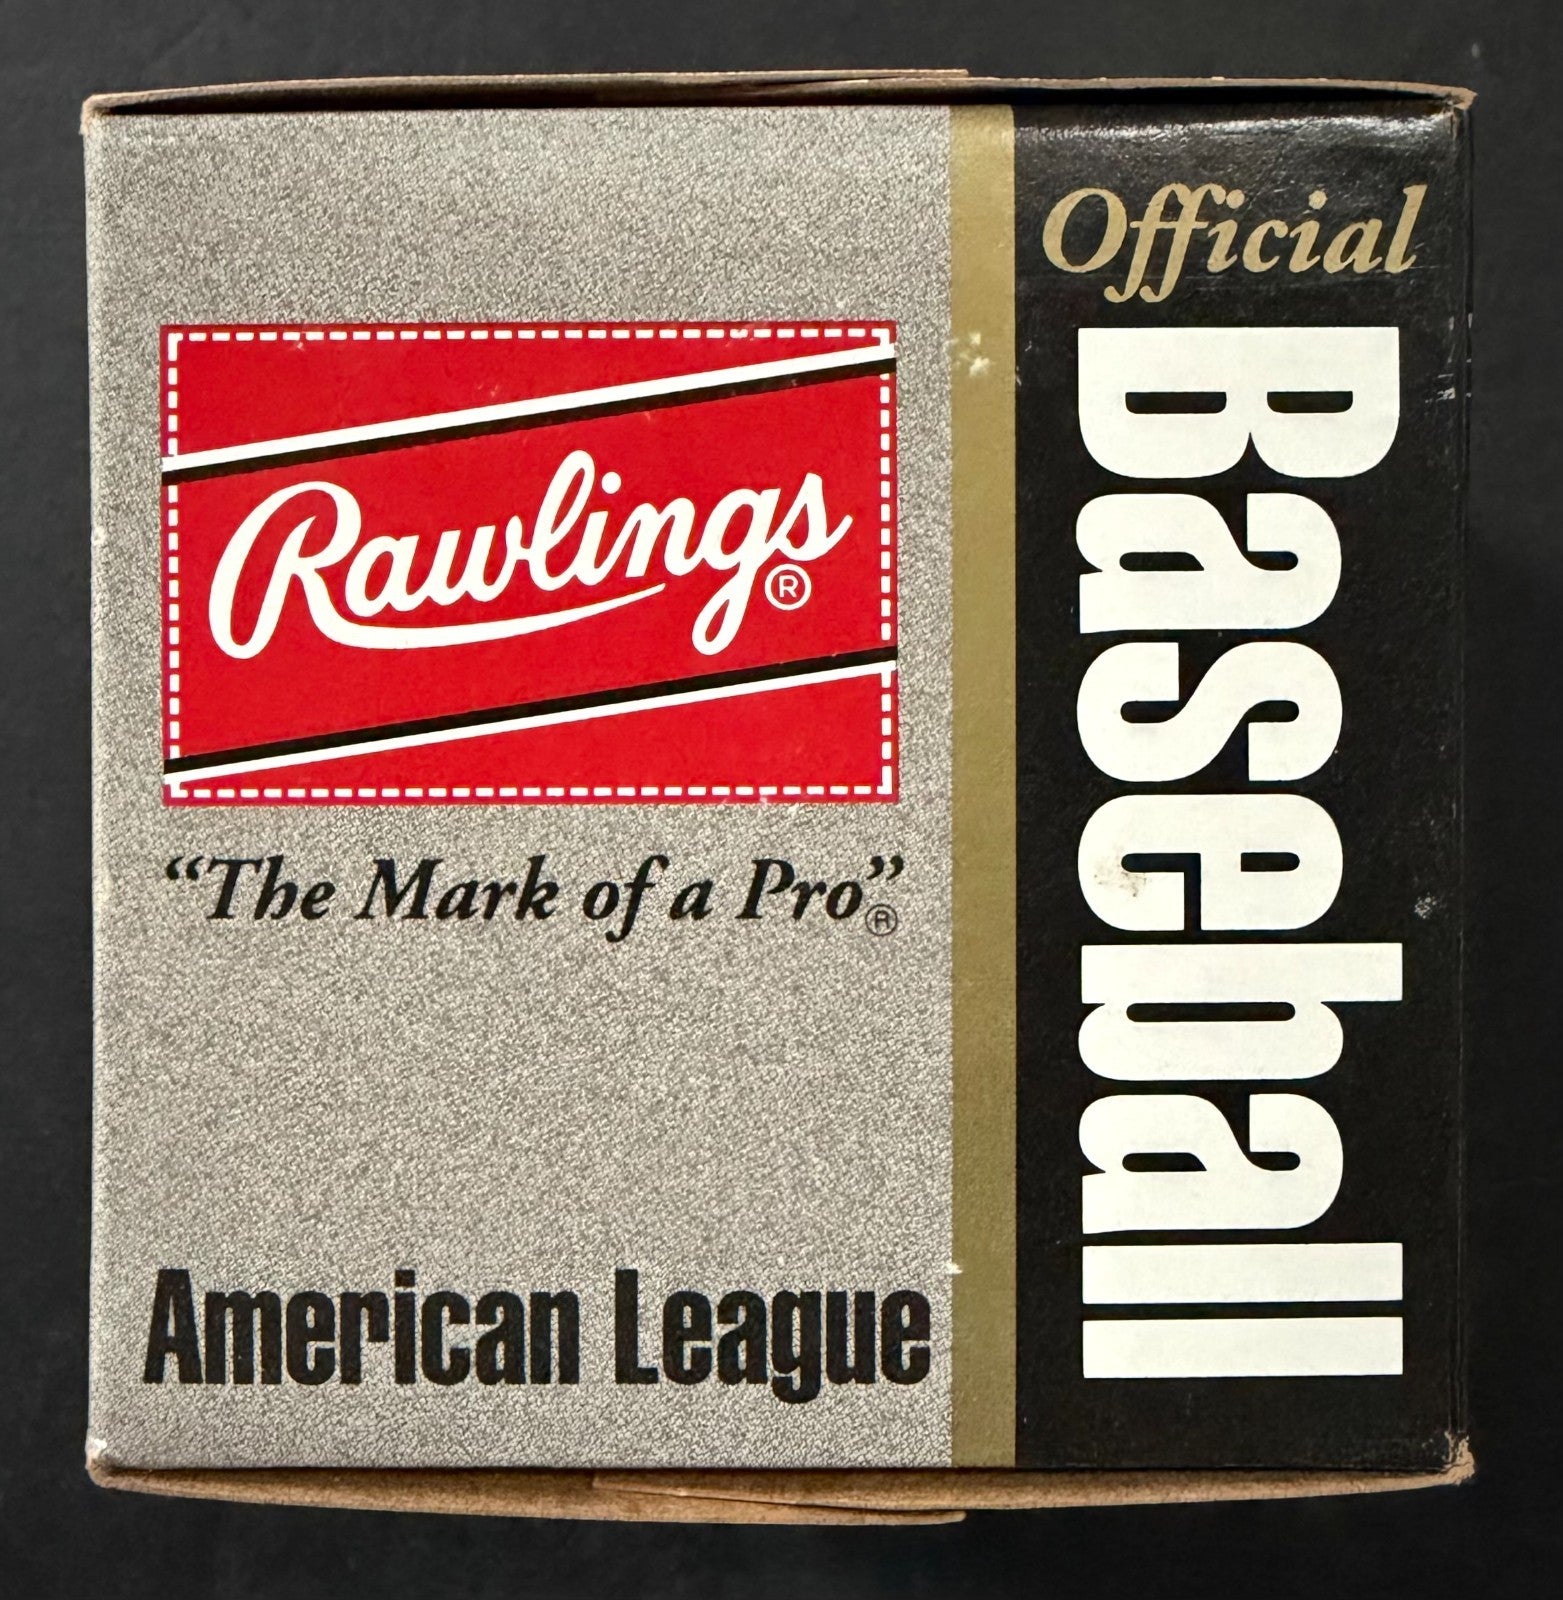 Official
Baseball
Rawlings®
“The Mark of a Pro”®
American League